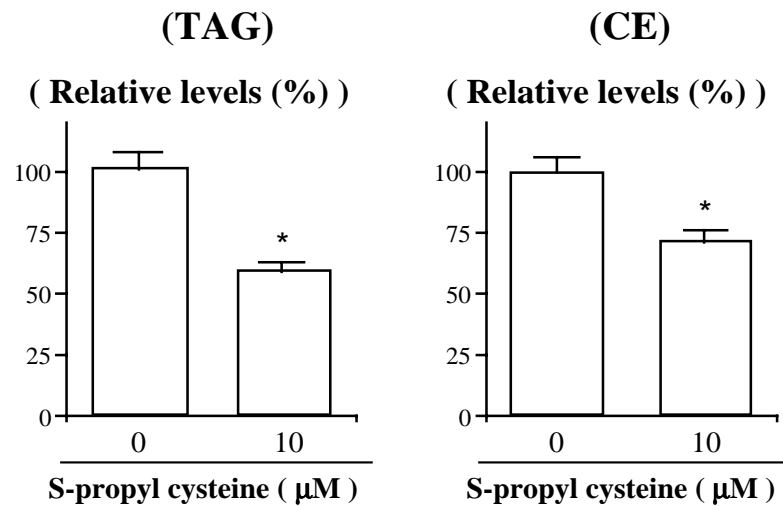 (TAG)
( Relative levels (%) )
100
75
50
25
0
*
0 10
S-propyl cysteine ( μM )
(CE)
( Relative levels (%) )
100
75
50
25
0
*
0 10
S-propyl cysteine ( μM )